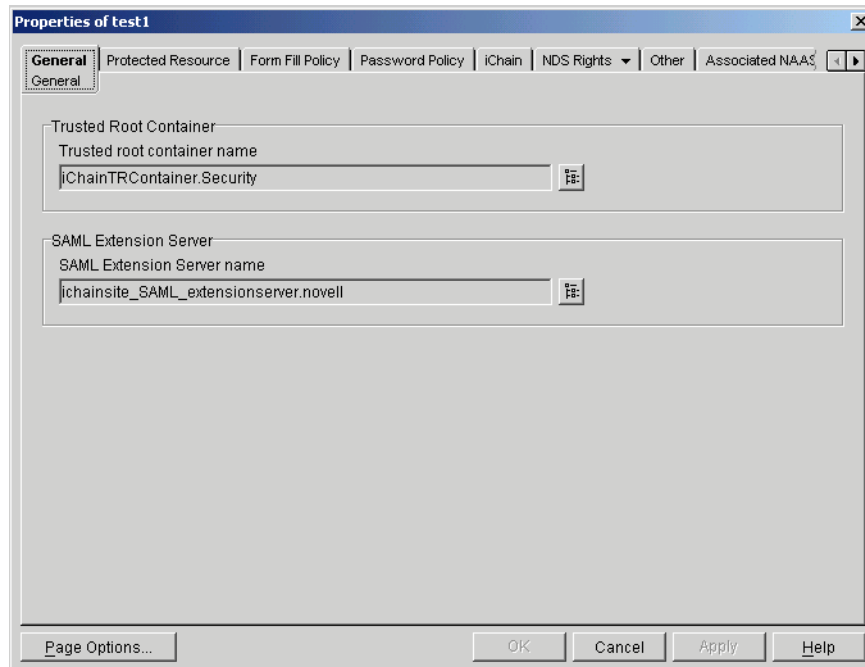 Properties of test1
General Protected Resource Form Fill Policy Password Policy iChain NDS Rights Other Associated NAAS
General
Trusted Root Container
Trusted root container name
iChainTRContainer.Security
SAML Extension Server
SAML Extension Server name
ichainsite_SAML_extensionserver.novell
Page Options... OK Cancel Apply Help